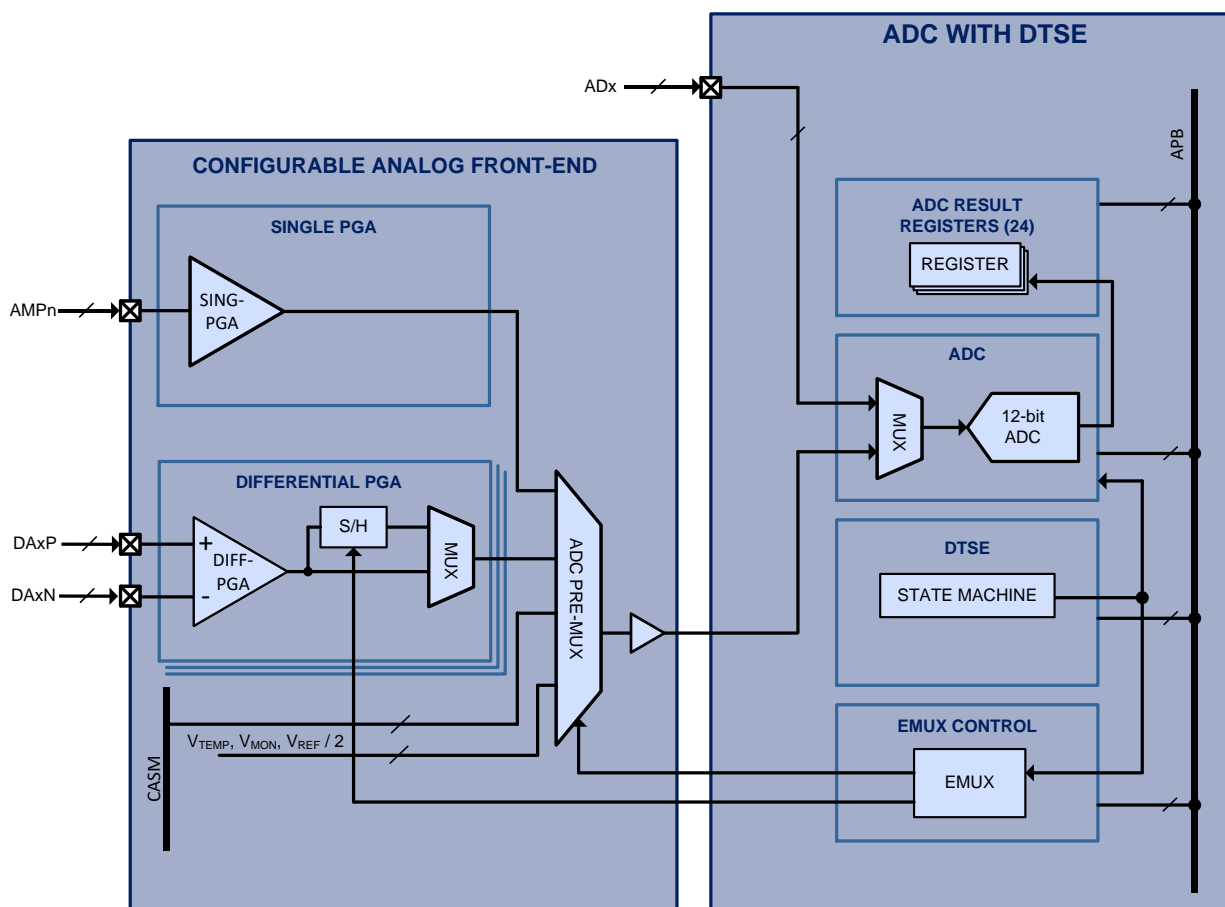 ADC WITH DTSE
ADx
APB
CONFIGURABLE ANALOG FRONT-END
SINGLE PGA
AMPn
SING-
PGA
ADC RESULT
REGISTERS (24)
REGISTER
ADC
MUX
12-bit
ADC
DIFFERENTIAL PGA
DAxP
DAxN
+
-
DIFF-
PGA
S/H
MUX
ADC PRE-MUX
DTSE
STATE MACHINE
CASM
VTEMP, VMON, VREF / 2
EMUX CONTROL
EMUX